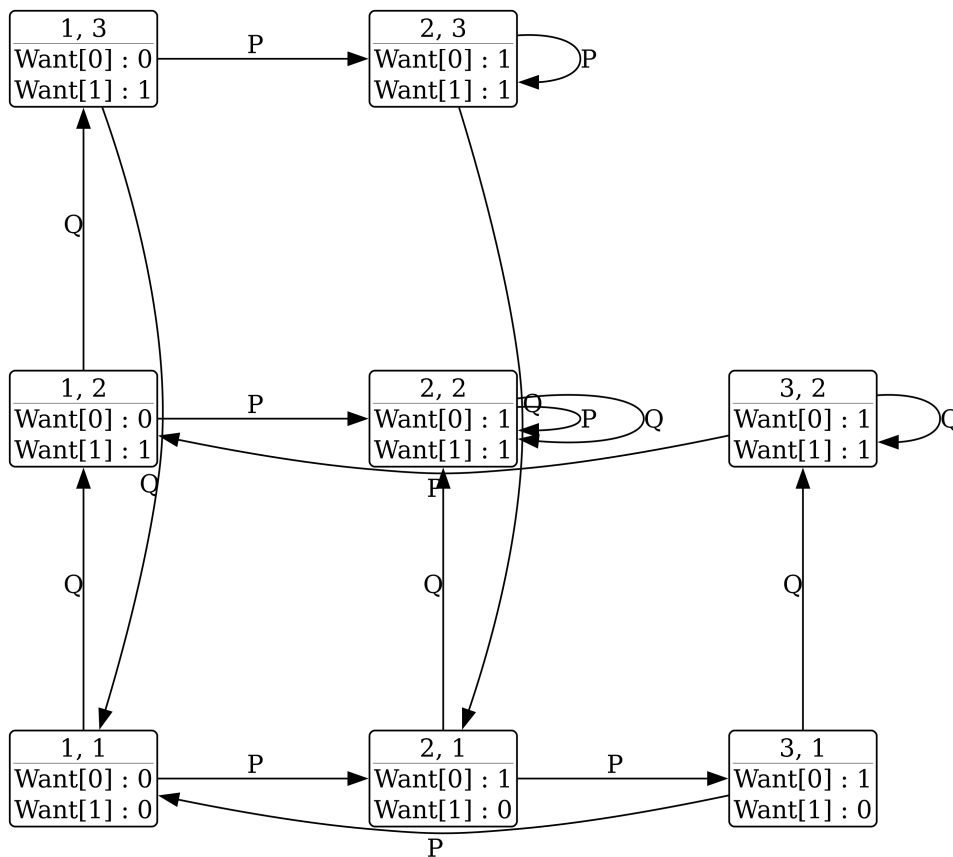 1, 3
Want[0] : 0
Want[1] : 1
P
2, 3
Want[0] : 1
Want[1] : 1
P
Q
1, 2
Want[0] : 0
Want[1] : 1
P
2, 2
Want[0] : 1
Want[1] : 1
Q
P
Q
3, 2
Want[0] : 1
Want[1] : 1
Q
Q
P
Q
Q
Q
1, 1
Want[0] : 0
Want[1] : 0
P
2, 1
Want[0] : 1
Want[1] : 0
P
3, 1
Want[0] : 1
Want[1] : 0
P